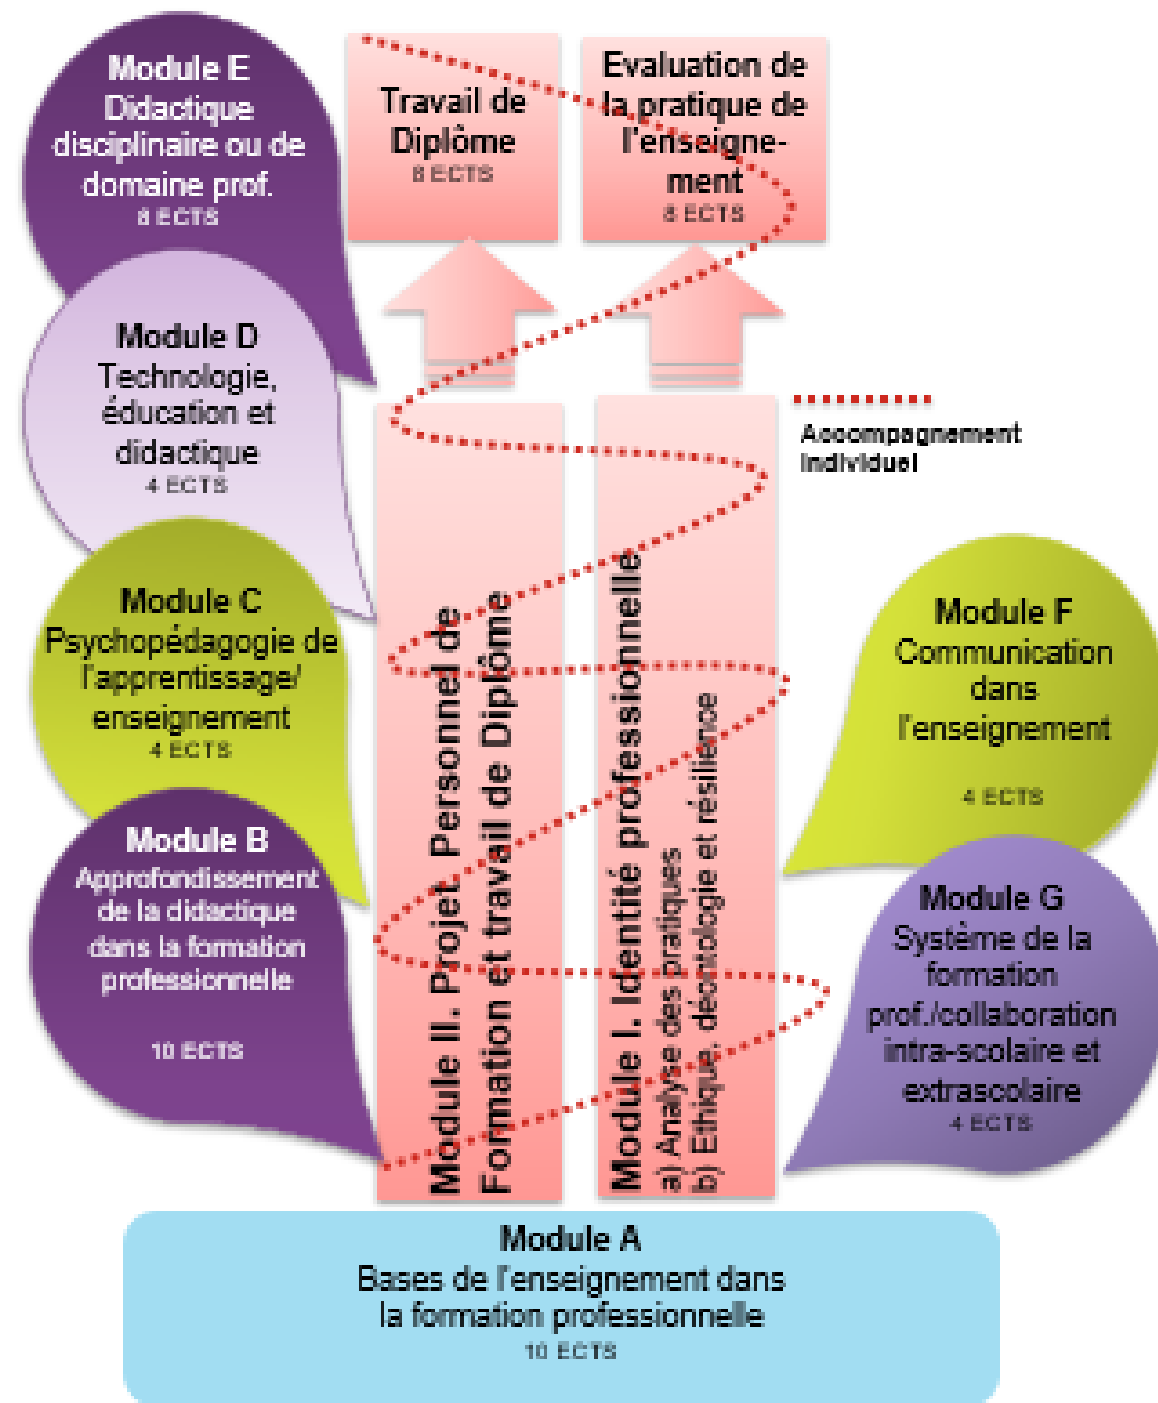 Module E
Didactique
disciplinaire ou de
domaine prof.
8 ECTS
Travail de
Diplôme
8 ECTS
Evaluation de
la pratique de
l'enseigne-
ment
8 ECTS
Module D
Technologie,
éducation et
didactique
4 ECTS
Accompagnement
Individuel
Module C
Psychopédagogie de
l'apprentissage/
enseignement
4 ECTS
Module F
Communication
dans
l'enseignement
4 ECTS
Module B
Approfondissement
de la didactique
dans la formation
professionnelle
10 ECTS
Module III. Projet Personnel de
Formation et travail de Diplôme
Module I. Identité professionnelle
a) Analyse des pratiques
b) Ethique, déontologie et résilience
Module G
Système de la
formation
prof./collaboration
intra-scolaire et
extrascolaire
4 ECTS
Module A
Bases de l'enseignement dans
la formation professionnelle
10 ECTS